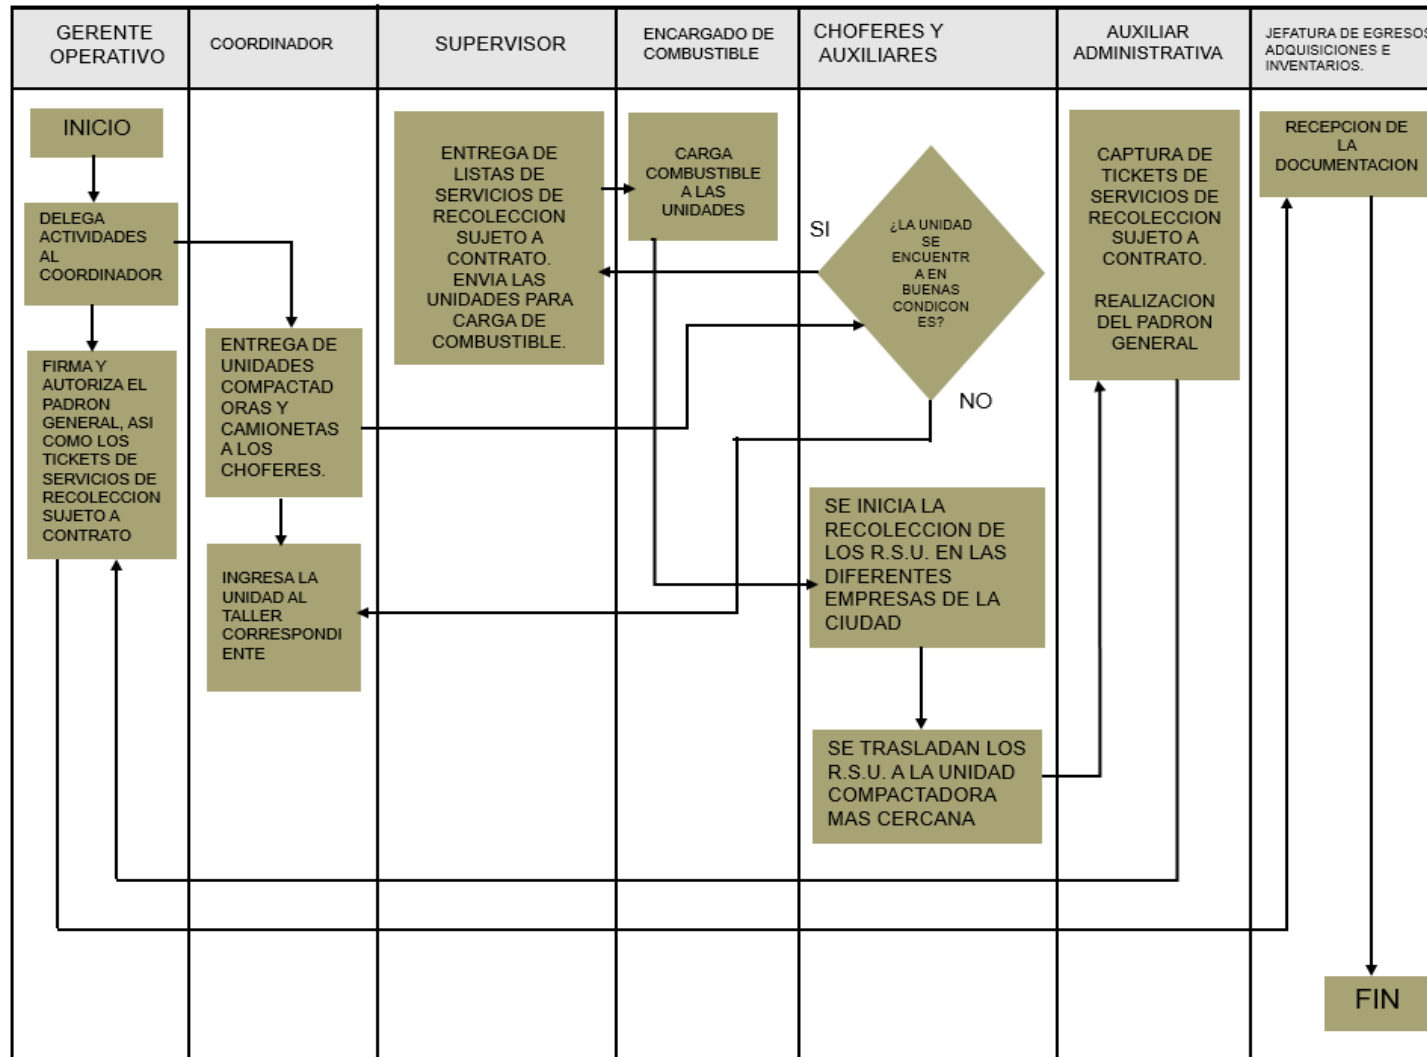 GERENTE
OPERATIVO
COORDINADOR
SUPERVISOR
ENCARGADO DE
COMBUSTIBLE
CHOFERES Y
AUXILIARES
AUXILIAR
ADMINISTRATIVA
JEFATURA DE EGRESOS
ADQUISICIONES E
INVENTARIOS.
INICIO
DELEGA
ACTIVIDADES
AL
COORDINADOR
FIRMA Y
AUTORIZA EL
PADRON
GENERAL, ASI
COMO LOS
TICKETS DE
SERVICIOS DE
RECOLECCION
SUJETO A
CONTRATO
ENTREGA DE
UNIDADES
COMPACTAD
ORAS Y
CAMIONETAS
A LOS
CHOFERES.
INGRESA LA
UNIDAD AL
TALLER
CORRESPONDI
ENTE
ENTREGA DE
LISTAS DE
SERVICIOS DE
RECOLECCION
SUJETO A
CONTRATO.
ENVIA LAS
UNIDADES PARA
CARGA DE
COMBUSTIBLE.
CARGA
COMBUSTIBLE
A LAS
UNIDADES
SI
¿LA UNIDAD
SE
ENCUENTR
A EN
BUENAS
CONDICON
ES?
NO
SE INICIA LA
RECOLECCION DE
LOS R.S.U. EN LAS
DIFERENTES
EMPRESAS DE LA
CIUDAD
SE TRASLADAN LOS
R.S.U. A LA UNIDAD
COMPACTADORA
MAS CERCANA
CAPTURA DE
TICKETS DE
SERVICIOS DE
RECOLECCION
SUJETO A
CONTRATO.
REALIZACION
DEL PADRON
GENERAL
RECEPCION DE
LA
DOCUMENTACION
FIN